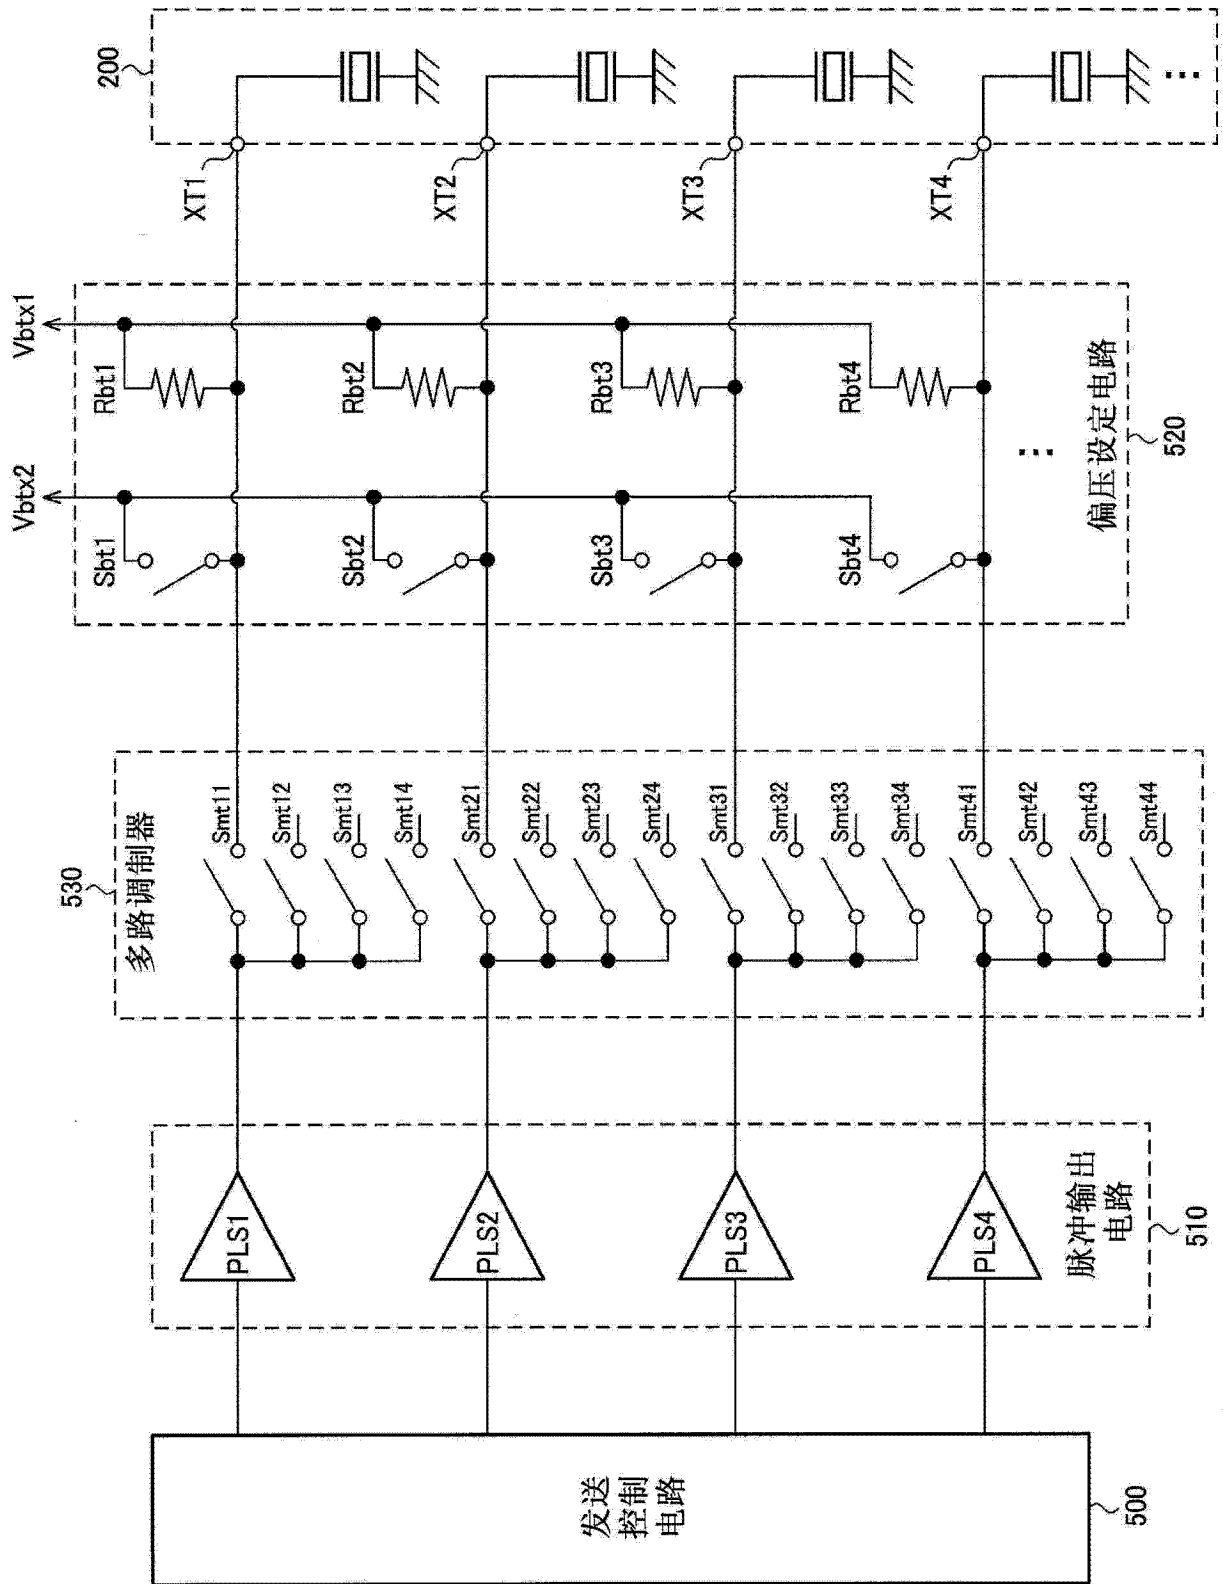 200
XT1
XT2
XT3
XT4
Vbtx1
Vbtx2
Rbt1
Rbt2
Rbt3
Rbt4
Sbt1
Sbt2
Sbt3
Sbt4
偏压设定电路
520
530
多路调制器
Smt11
Smt12
Smt13
Smt14
Smt21
Smt22
Smt23
Smt24
Smt31
Smt32
Smt33
Smt34
Smt41
Smt42
Smt43
Smt44
PLS1
PLS2
PLS3
PLS4
脉冲输出
电路
510
发送
控制
电路
500